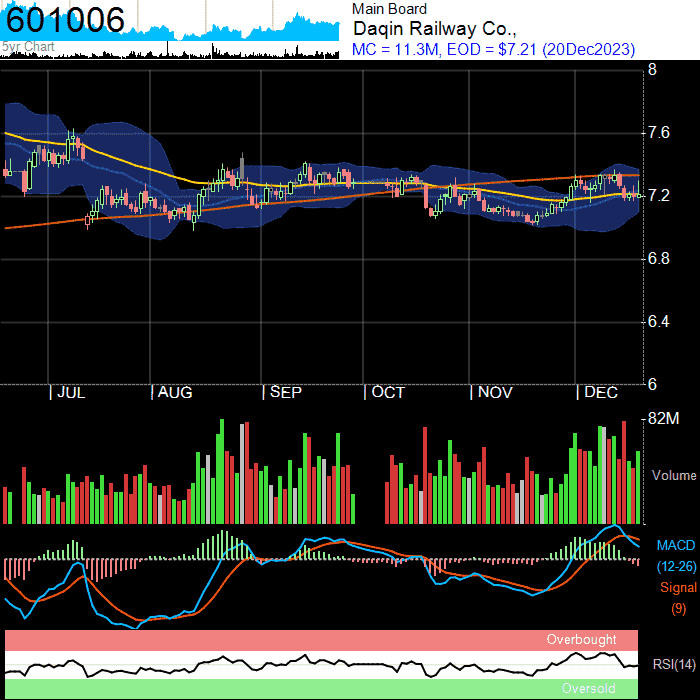 601006
5yr Chart
Main Board
Daqin Railway Co.,
MC = 11.3M, EOD = $7.21 (20Dec2023)
8
7.6
7.2
6.8
6.4
6
| JUL | AUG | SEP | OCT | NOV | DEC
82M
Volume
MACD
(12-26)
Signal
(9)
Overbought
RSI(14)
Oversold